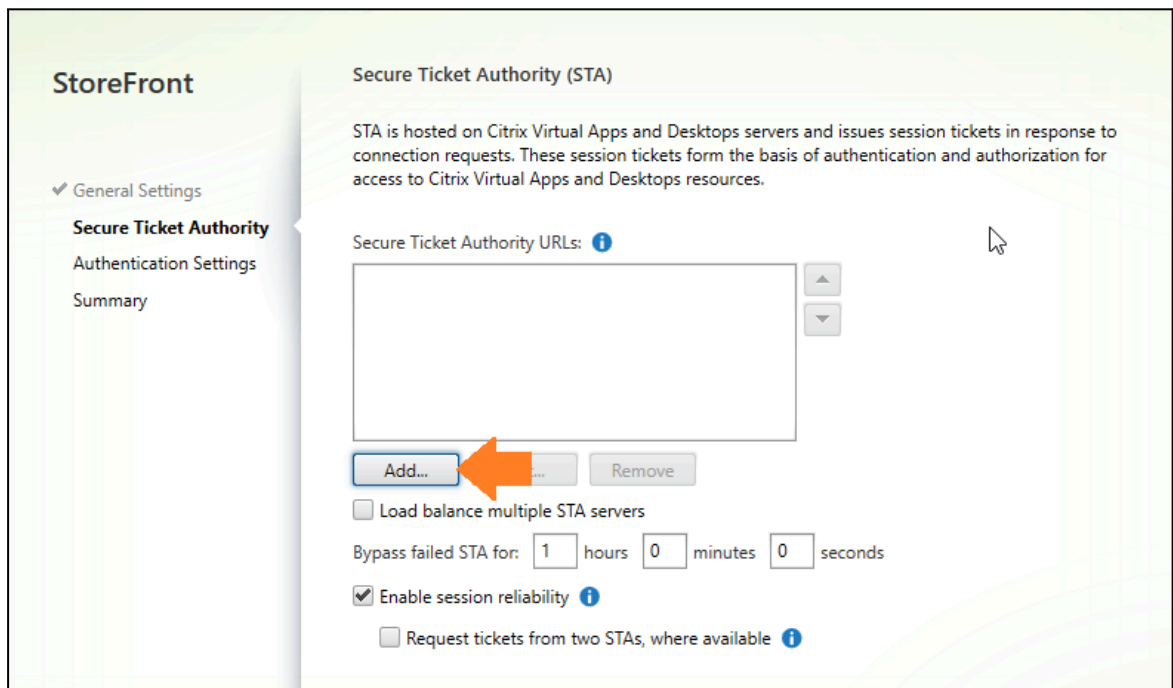 StoreFront
General Settings
Secure Ticket Authority
Authentication Settings
Summary
Secure Ticket Authority (STA)
STA is hosted on Citrix Virtual Apps and Desktops servers and issues session tickets in response to
connection requests. These session tickets form the basis of authentication and authorization for
access to Citrix Virtual Apps and Desktops resources.
Secure Ticket Authority URLs:
Add... Remove
Load balance multiple STA servers
Bypass failed STA for: 1 hours 0 minutes 0 seconds
Enable session reliability
Request tickets from two STAs, where available